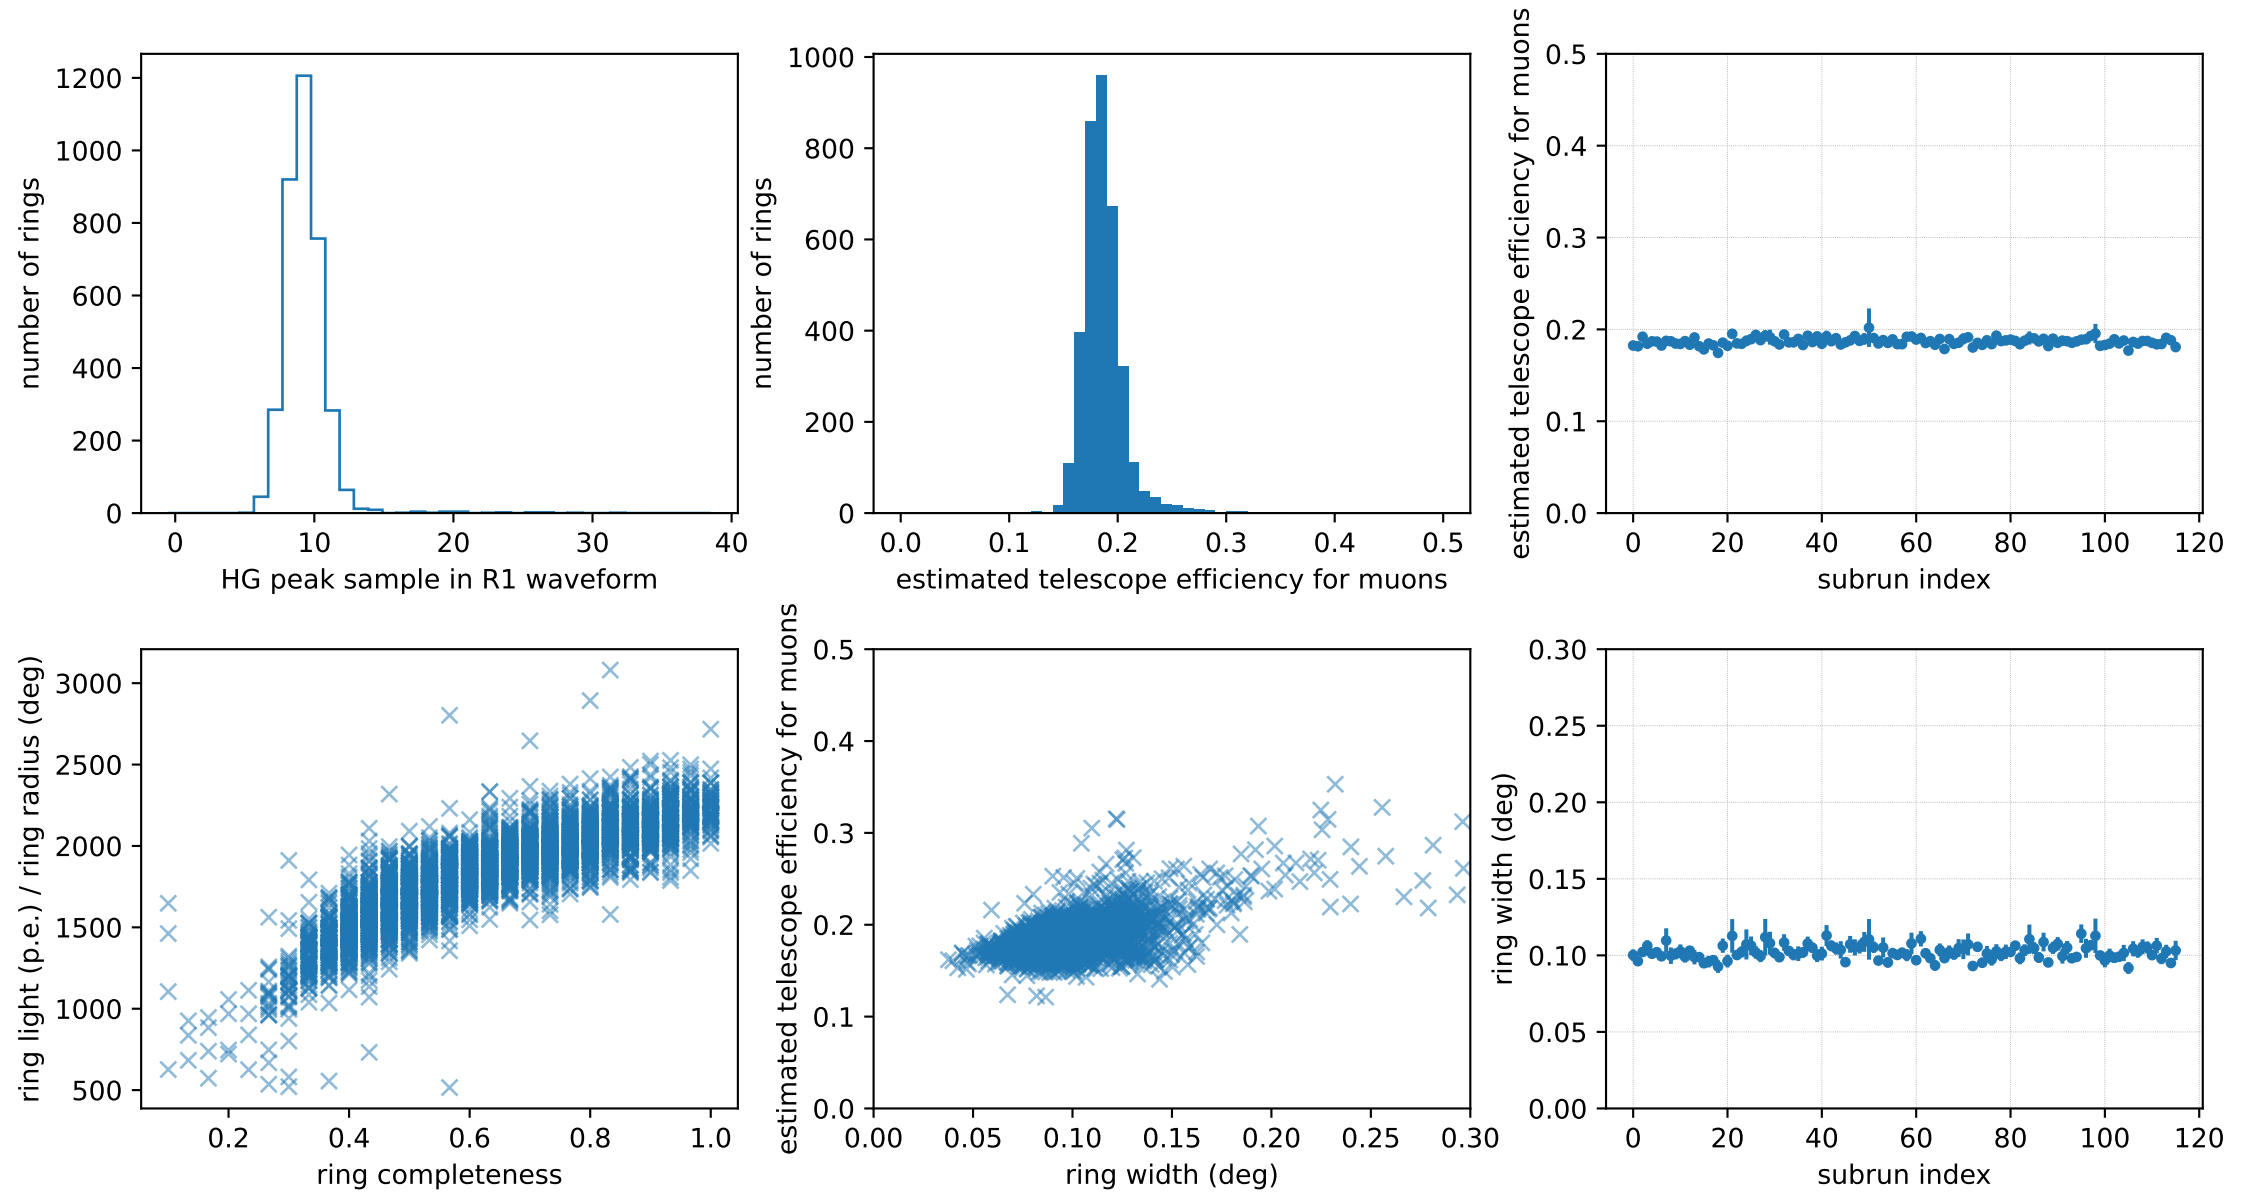 number of rings
1200
1000
800
600
400
200
0
0 10 20 30 40
HG peak sample in R1 waveform
number of rings
1000
800
600
400
200
0
0.0 0.1 0.2 0.3 0.4 0.5
estimated telescope efficiency for muons
estimated telescope efficiency for muons
0.5
0.4
0.3
0.2
0.1
0.0
0 20 40 60 80 100 120
subrun index
ring light (p.e.) / ring radius (deg)
3000
2500
2000
1500
1000
500
0.2 0.4 0.6 0.8 1.0
ring completeness
estimated telescope efficiency for muons
0.5
0.4
0.3
0.2
0.1
0.0
0.00 0.05 0.10 0.15 0.20 0.25 0.30
ring width (deg)
ring width (deg)
0.30
0.25
0.20
0.15
0.10
0.05
0.00
0 20 40 60 80 100 120
subrun index